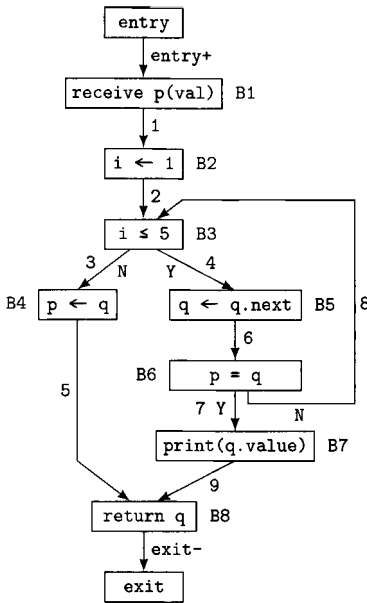 entry
entry+
receive p(val) B1
1
i ← 1 B2
2
i ≤ 5 B3
3 N Y 4
B4 p ← q q ← q.next B5 8
6
B6 p = q
5 7 Y N
print(q.value) B7
9
return q B8
exit-
exit